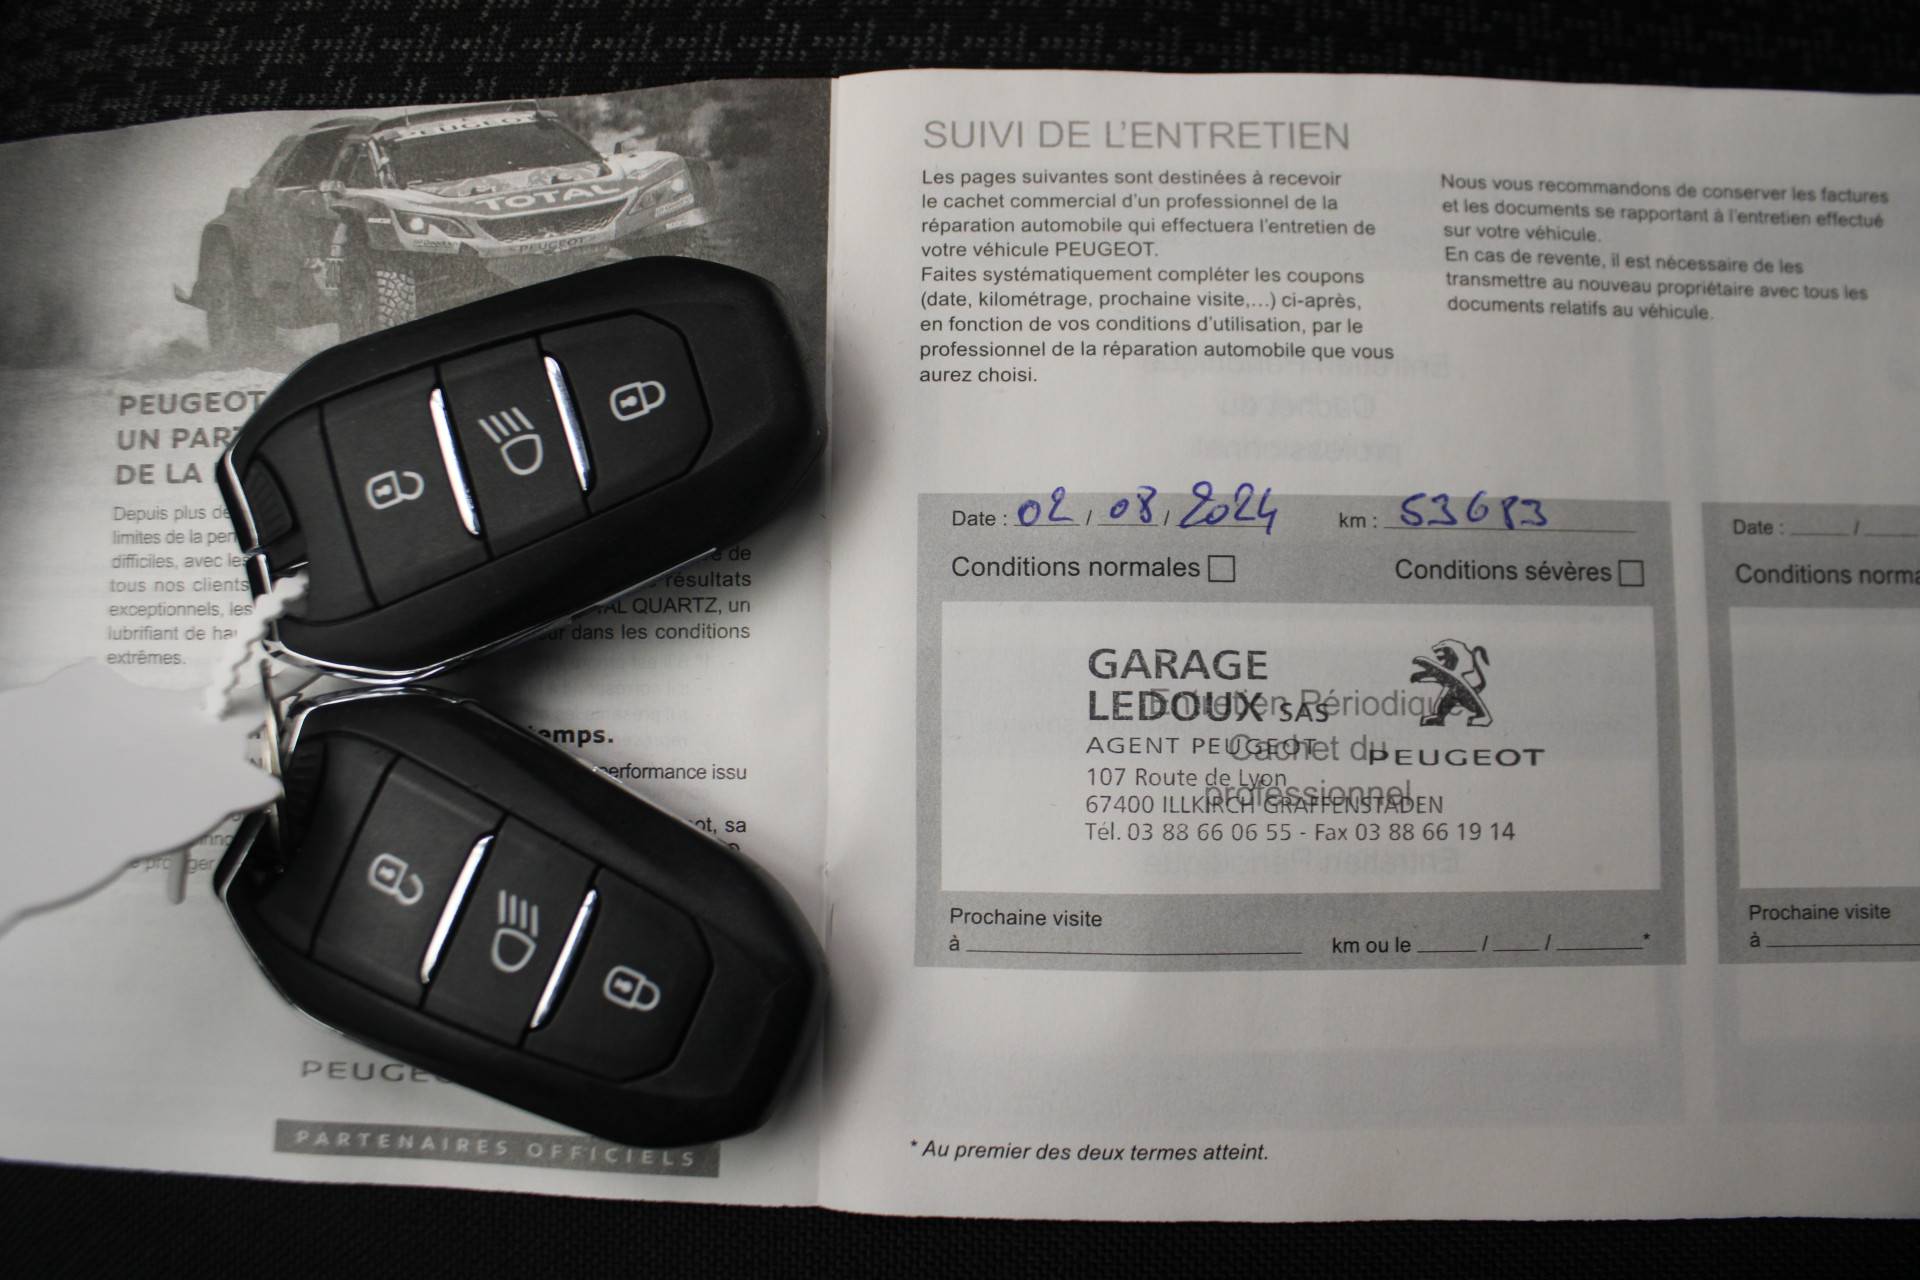 PEUGEOT
TOTAL
PEUGEOT
PEUGEOT
UN
DE LA
Depuis plus de
limites de la
difficiles, avec les
tous nos clients
exceptionnels, les
lubrifiant de
extrêmes.
de
résultats
QUARTZ, un
dans les conditions
performance issu
sa
PARTENAIRES OFFICIELS
SUIVI DE L'ENTRETIEN
Les pages suivantes sont destinées à recevoir
le cachet commercial d'un professionnel de la
réparation automobile qui effectuera l'entretien de
votre véhicule PEUGEOT.
Faites systématiquement compléter les coupons
(date, kilométrage, prochaine visite,...) ci-après,
en fonction de vos conditions d'utilisation, par le
professionnel de la réparation automobile que vous
aurez choisi.
Nous vous recommandons de conserver les factures
et les documents se rapportant à l'entretien effectué
sur votre véhicule.
En cas de revente, il est nécessaire de les
transmettre au nouveau propriétaire avec tous les
documents relatifs au véhicule.
Date : 02 / 08 / 2024 km : 53683
Conditions normales Conditions sévères
Entretien Périodique
Cachet du
professionnel
GARAGE
LEDOUX SAS
AGENT PEUGEOT
107 Route de Lyon
67400 ILLKIRCH GRAFFENSTADEN
Tél. 03 88 66 06 55 - Fax 03 88 66 19 14
PEUGEOT
Prochaine visite
à km ou le / / *
* Au premier des deux termes atteint.
Date : /
Conditions
Prochaine visite
à